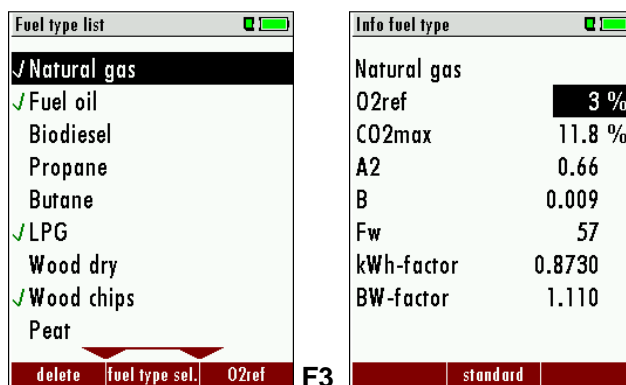 Fuel type list
√ Natural gas
√ Fuel oil
Biodiesel
Propane
Butane
√ LPG
Wood dry
√ Wood chips
Peat
delete fuel type sel. O2ref
F3
Info fuel type
Natural gas
O2ref 3 %
CO2max 11.8 %
A2 0.66
B 0.009
Fw 57
kWh-factor 0.8730
BW-factor 1.110
standard